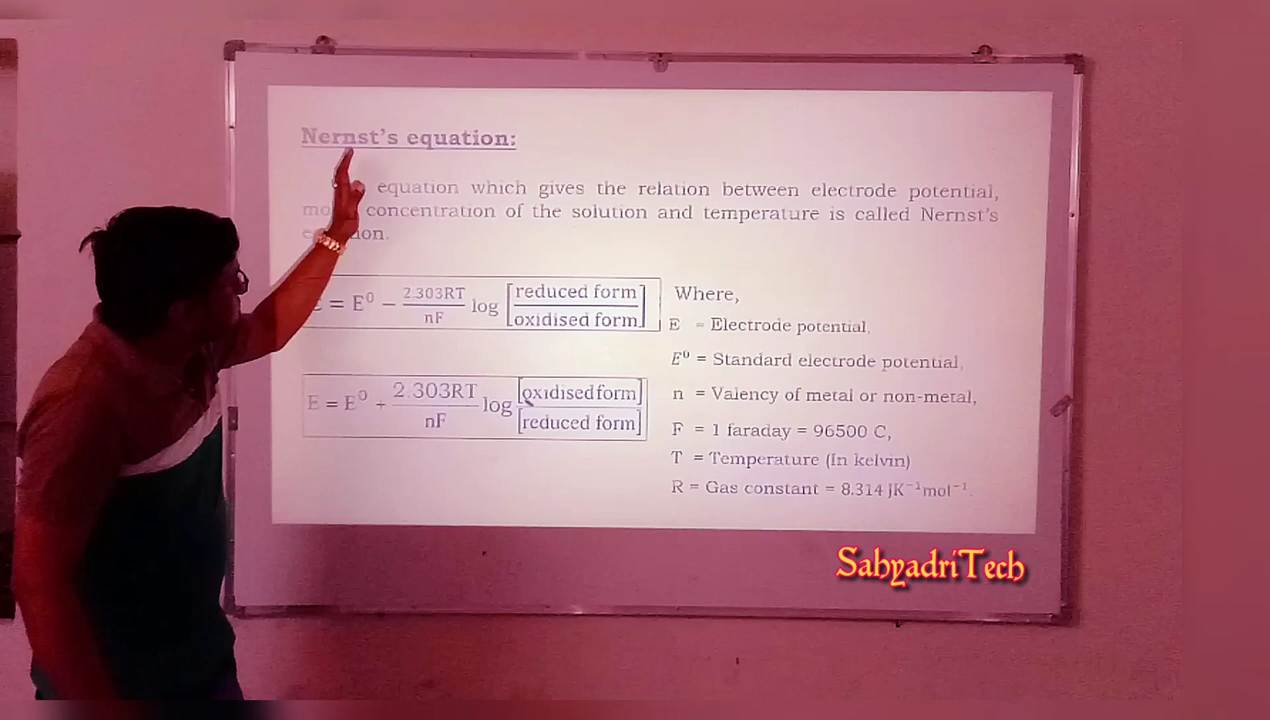 Nernst's equation:
equation which gives the relation between electrode potential,
concentration of the solution and temperature is called Nernst's
E = E⁰ − 2.303RT/nF log [reduced form/oxidised form]
Where,
E = Electrode potential,
E⁰ = Standard electrode potential,
E = E⁰ + 2.303RT/nF log [oxidised form]/[reduced form]
n = Valency of metal or non-metal,
F = 1 faraday = 96500 C,
T = Temperature (In kelvin)
R = Gas constant = 8.314 JK⁻¹mol⁻¹.
SahyadriTech